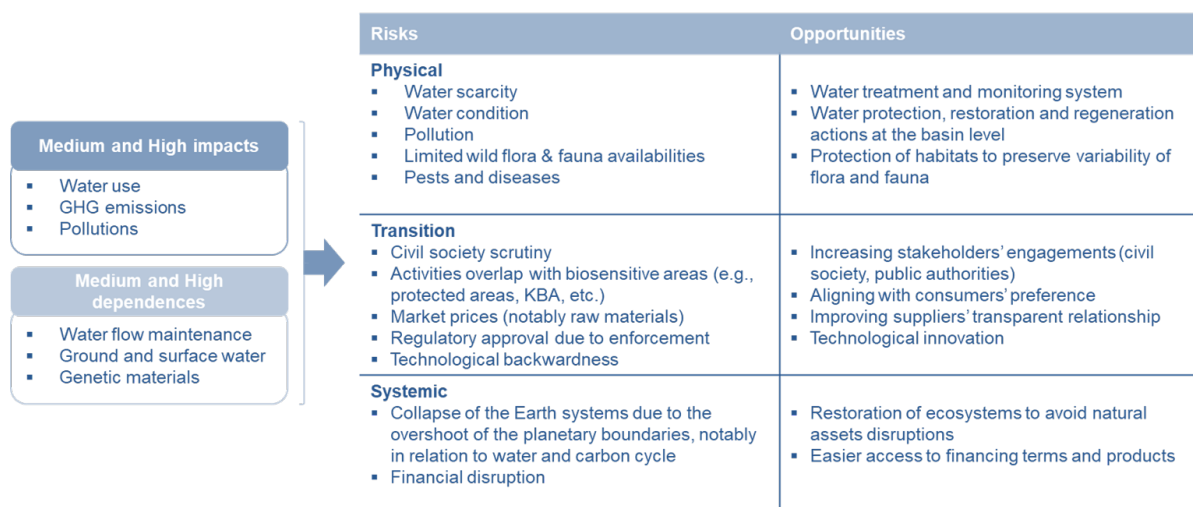 Medium and High impacts
▪ Water use
▪ GHG emissions
▪ Pollutions
Medium and High
dependences
▪ Water flow maintenance
▪ Ground and surface water
▪ Genetic materials
Risks
Opportunities
Physical
▪ Water scarcity
▪ Water condition
▪ Pollution
▪ Limited wild flora & fauna availabilities
▪ Pests and diseases
▪ Water treatment and monitoring system
▪ Water protection, restoration and regeneration
actions at the basin level
▪ Protection of habitats to preserve variability of
flora and fauna
Transition
▪ Civil society scrutiny
▪ Activities overlap with biosensitive areas (e.g.,
protected areas, KBA, etc.)
▪ Market prices (notably raw materials)
▪ Regulatory approval due to enforcement
▪ Technological backwardness
▪ Increasing stakeholders' engagements (civil
society, public authorities)
▪ Aligning with consumers' preference
▪ Improving suppliers' transparent relationship
▪ Technological innovation
Systemic
▪ Collapse of the Earth systems due to the
overshoot of the planetary boundaries, notably
in relation to water and carbon cycle
▪ Financial disruption
▪ Restoration of ecosystems to avoid natural
assets disruptions
▪ Easier access to financing terms and products